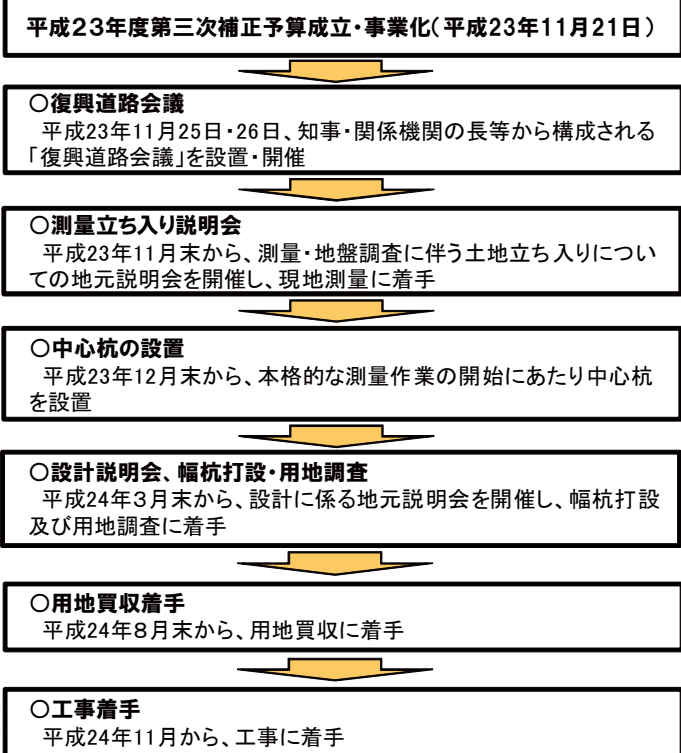 平成２３年度第三次補正予算成立・事業化（平成23年11月21日）
○復興道路会議
平成23年11月25日・26日、知事・関係機関の長等から構成される
「復興道路会議」を設置・開催
○測量立ち入り説明会
平成23年11月末から、測量・地盤調査に伴う土地立ち入りについ
ての地元説明会を開催し、現地測量に着手
○中心杭の設置
平成23年12月末から、本格的な測量作業の開始にあたり中心杭
を設置
○設計説明会、幅杭打設・用地調査
平成24年３月末から、設計に係る地元説明会を開催し、幅杭打設
及び用地調査に着手
○用地買収着手
平成24年８月末から、用地買収に着手
○工事着手
平成24年11月から、工事に着手